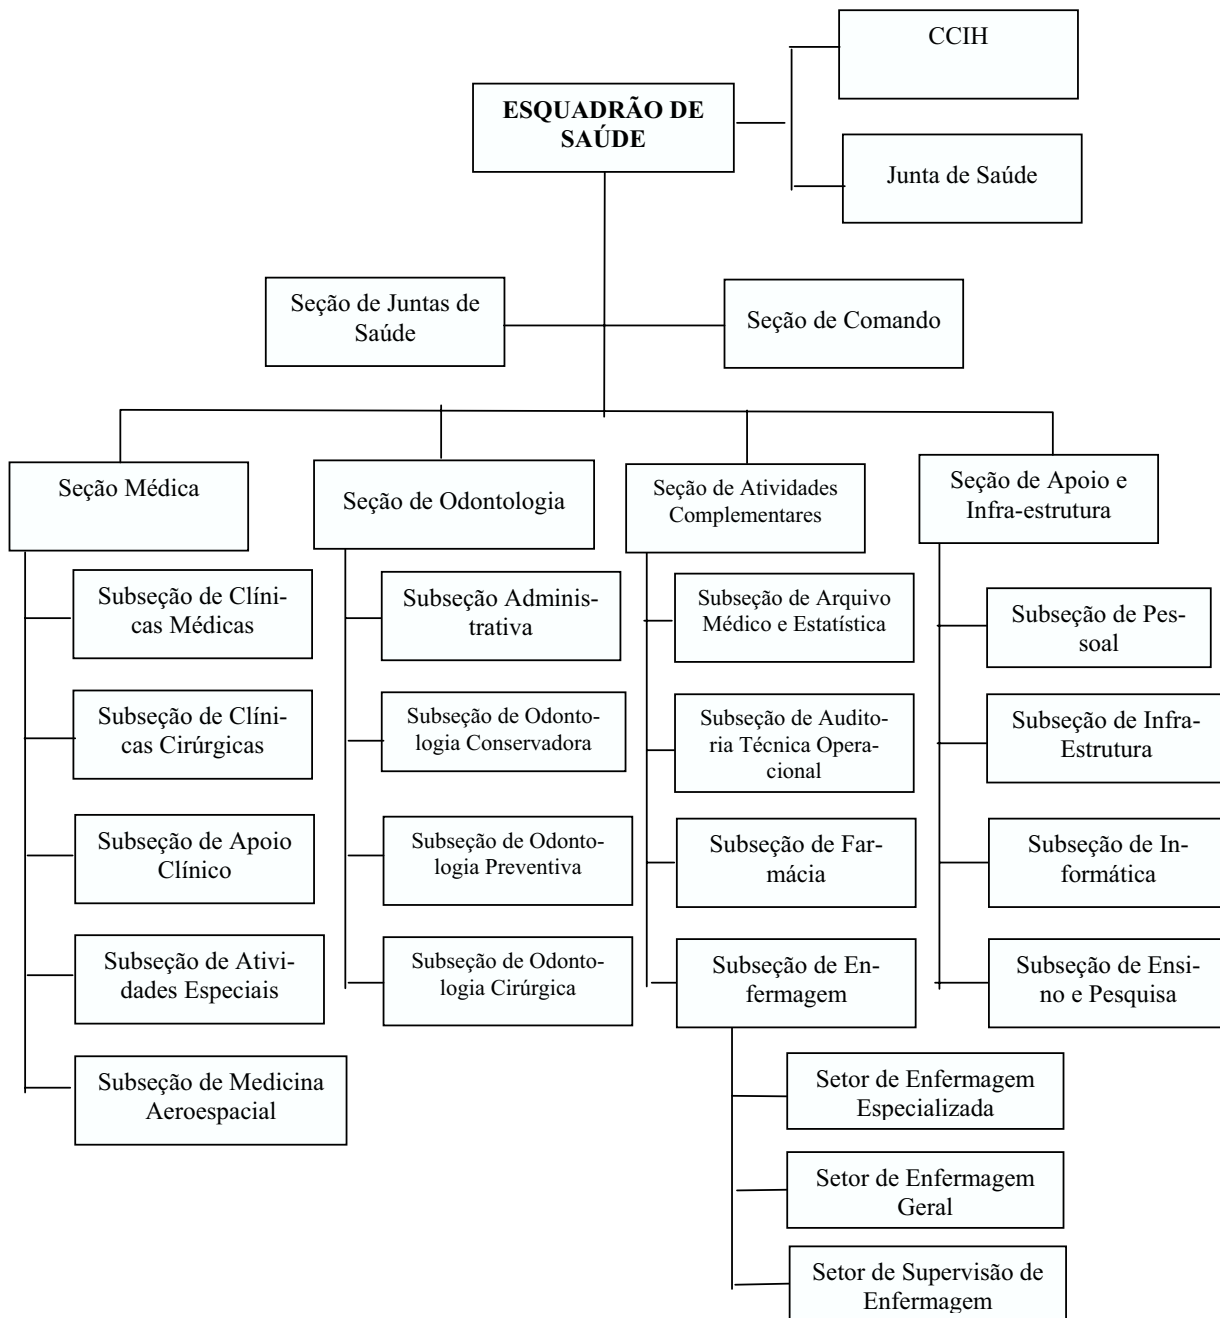 CCIH
ESQUADRÃO DE
SAÚDE
Junta de Saúde
Seção de Juntas de
Saúde
Seção de Comando
Seção Médica
Seção de Odontologia
Seção de Atividades
Complementares
Seção de Apoio e
Infra-estrutura
Subseção de Clíni-
cas Médicas
Subseção de Clíni-
cas Cirúrgicas
Subseção de Apoio
Clínico
Subseção de Ativi-
dades Especiais
Subseção de Medicina
Aeroespacial
Subseção Adminis-
trativa
Subseção de Odonto-
logia Conservadora
Subseção de Odonto-
logia Preventiva
Subseção de Odonto-
logia Cirúrgica
Subseção de Arquivo
Médico e Estatística
Subseção de Audito-
ria Técnica Opera-
cional
Subseção de Far-
mácia
Subseção de En-
fermagem
Setor de Enfermagem
Especializada
Setor de Enfermagem
Geral
Setor de Supervisão de
Enfermagem
Subseção de Pes-
soal
Subseção de Infra-
Estrutura
Subseção de In-
formática
Subseção de Ensi-
no e Pesquisa